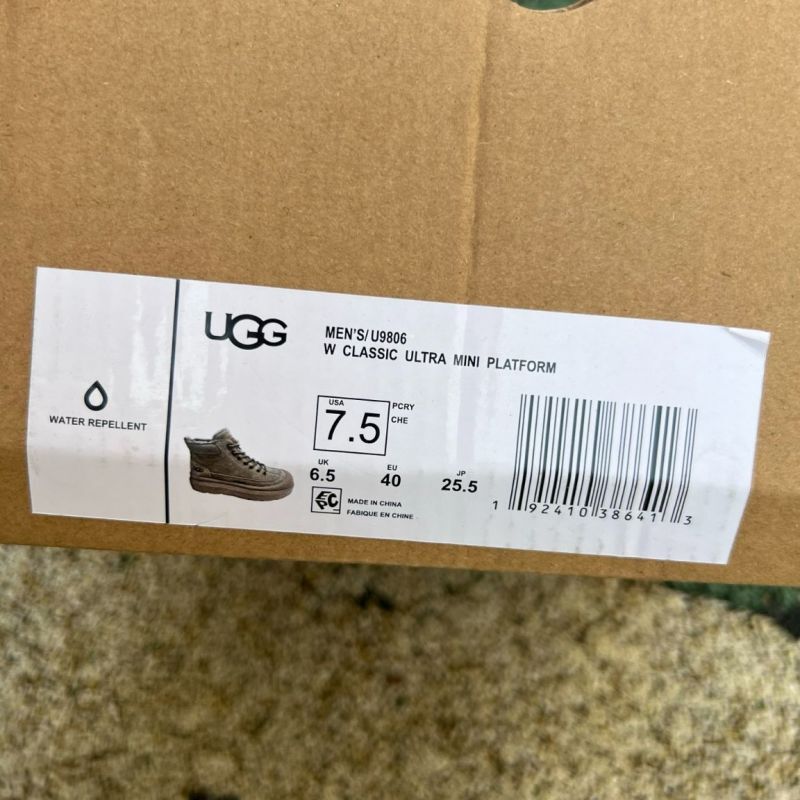 UGG
MEN'S/U9806
W CLASSIC ULTRA MINI PLATFORM
WATER REPELLENT
USA
7.5
PCRY
CHE
UK
6.5
EU
40
JP
25.5
MADE IN CHINA
FABIQUE EN CHINE
1 92410 38641 3